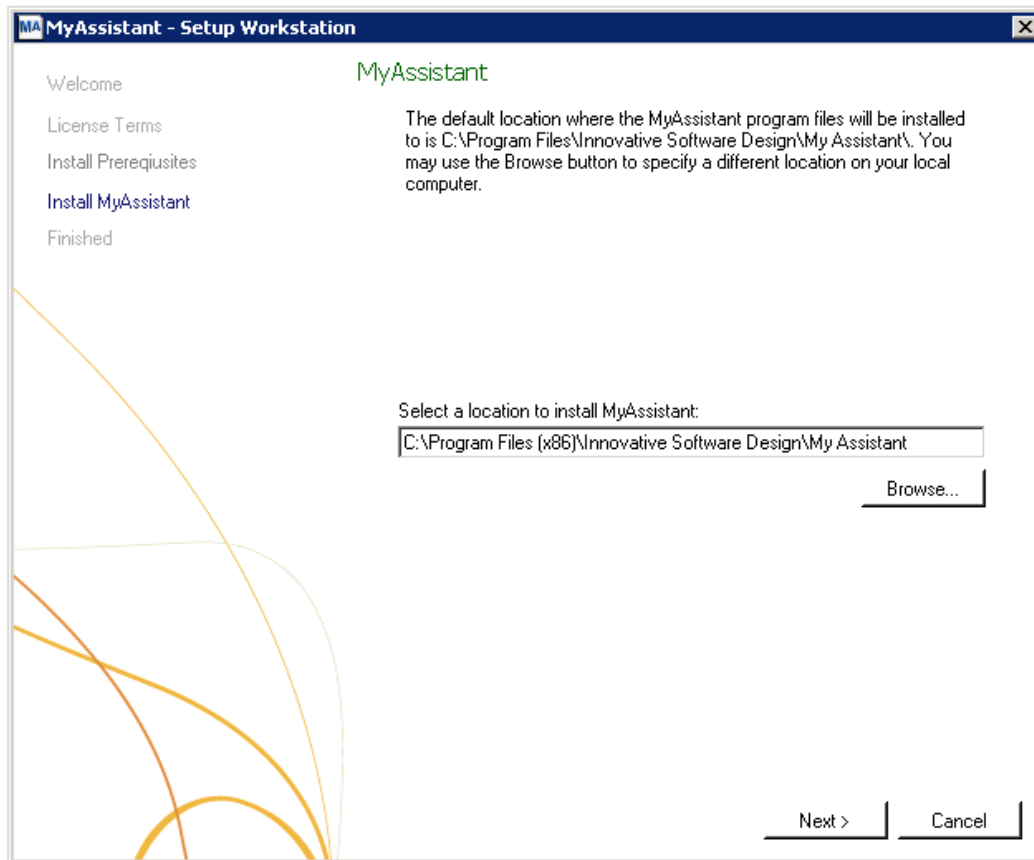 MA MyAssistant - Setup Workstation
Welcome
License Terms
Install Prereqiusites
Install MyAssistant
Finished
MyAssistant
The default location where the MyAssistant program files will be installed
to is C:\Program Files\Innovative Software Design\My Assistant\. You
may use the Browse button to specify a different location on your local
computer.
Select a location to install MyAssistant:
C:\Program Files (x86)\Innovative Software Design\My Assistant
Browse...
Next >
Cancel